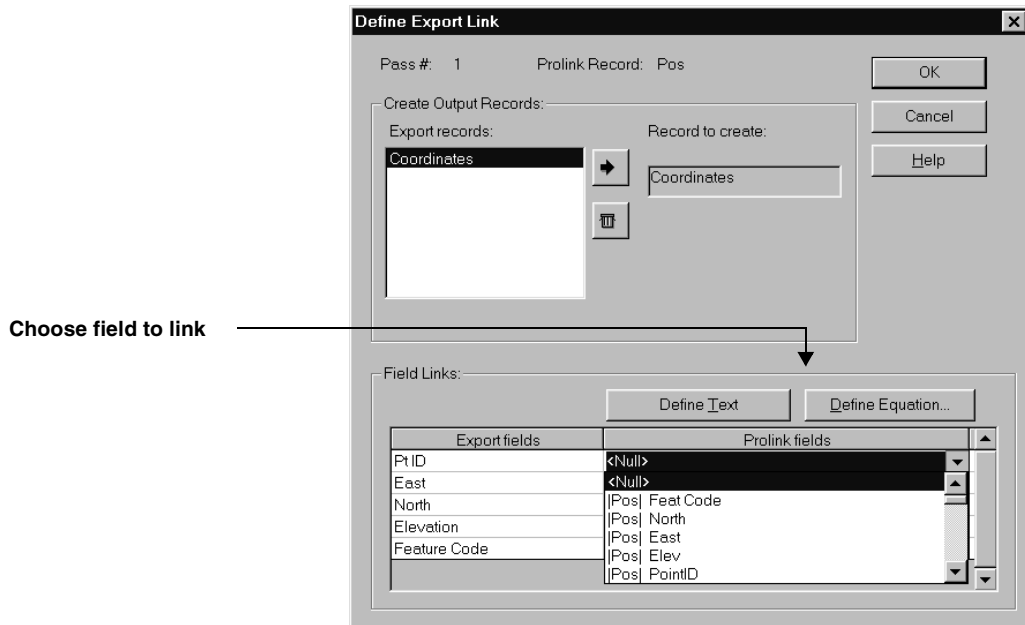 Define Export Link
Pass #: 1 Prolink Record: Pos
OK
Create Output Records:
Cancel
Export records: Record to create:
Help
Coordinates
Coordinates
Choose field to link
Field Links:
Define Text Define Equation...
Export fields Prolink fields
Pt ID <Null>
East <Null>
|Pos| Feat Code
North |Pos| North
Elevation |Pos| East
|Pos| Elev
Feature Code |Pos| PointID